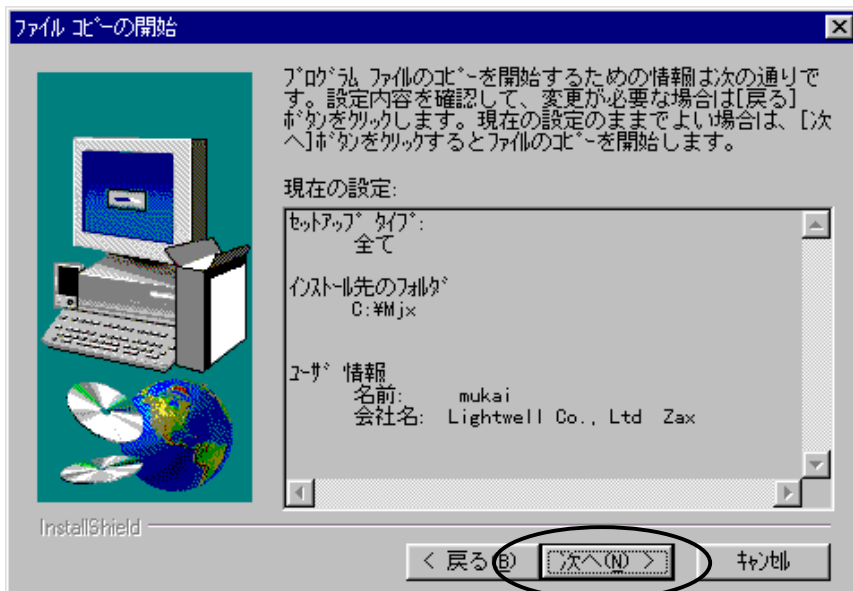 ﾌｧｲﾙ ｺﾋﾟｰの開始
ﾌﾟﾛｸﾞﾗﾑ ﾌｧｲﾙのｺﾋﾟｰを開始するための情報は次の通りで
す。設定内容を確認して、変更が必要な場合は[戻る]
ﾎﾞﾀﾝをｸﾘｯｸします。現在の設定のままでよい場合は、[次
へ]ﾎﾞﾀﾝをｸﾘｯｸするとﾌｧｲﾙのｺﾋﾟｰを開始します。
現在の設定:
ｾｯﾄｱｯﾌﾟ ﾀｲﾌﾟ:
全て
ｲﾝｽﾄｰﾙ先のﾌｫﾙﾀﾞ
C:¥Mjx
ﾕｰｻﾞ 情報
名前: mukai
会社名: Lightwell Co., Ltd Zax
InstallShield
< 戻る(B)
次へ(N) >
ｷｬﾝｾﾙ